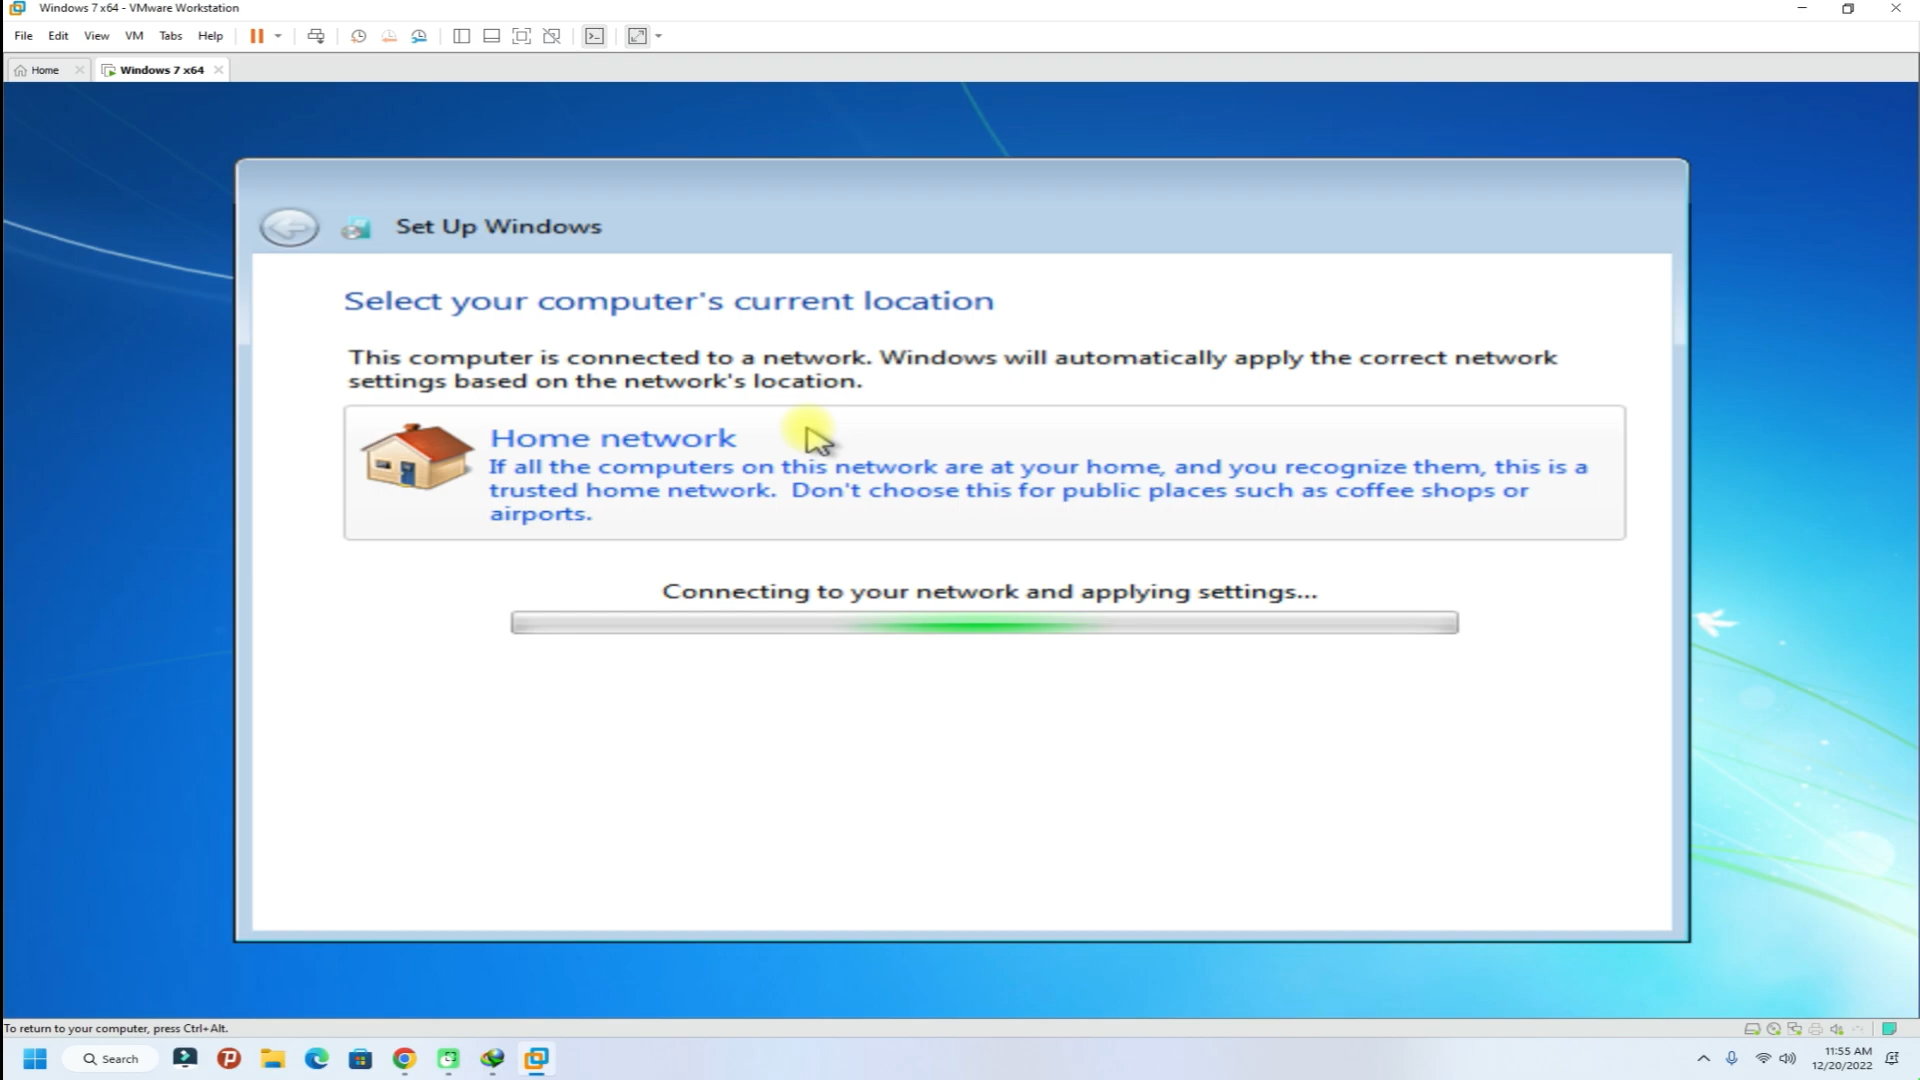 Windows 7 x64 - VMware Workstation
File Edit View VM Tabs Help
Home Windows 7 x64
Set Up Windows
Select your computer's current location
This computer is connected to a network. Windows will automatically apply the correct network
settings based on the network's location.
Home network
If all the computers on this network are at your home, and you recognize them, this is a
trusted home network. Don't choose this for public places such as coffee shops or
airports.
Connecting to your network and applying settings...
To return to your computer, press Ctrl+Alt.
Search
11:55 AM
12/20/2022